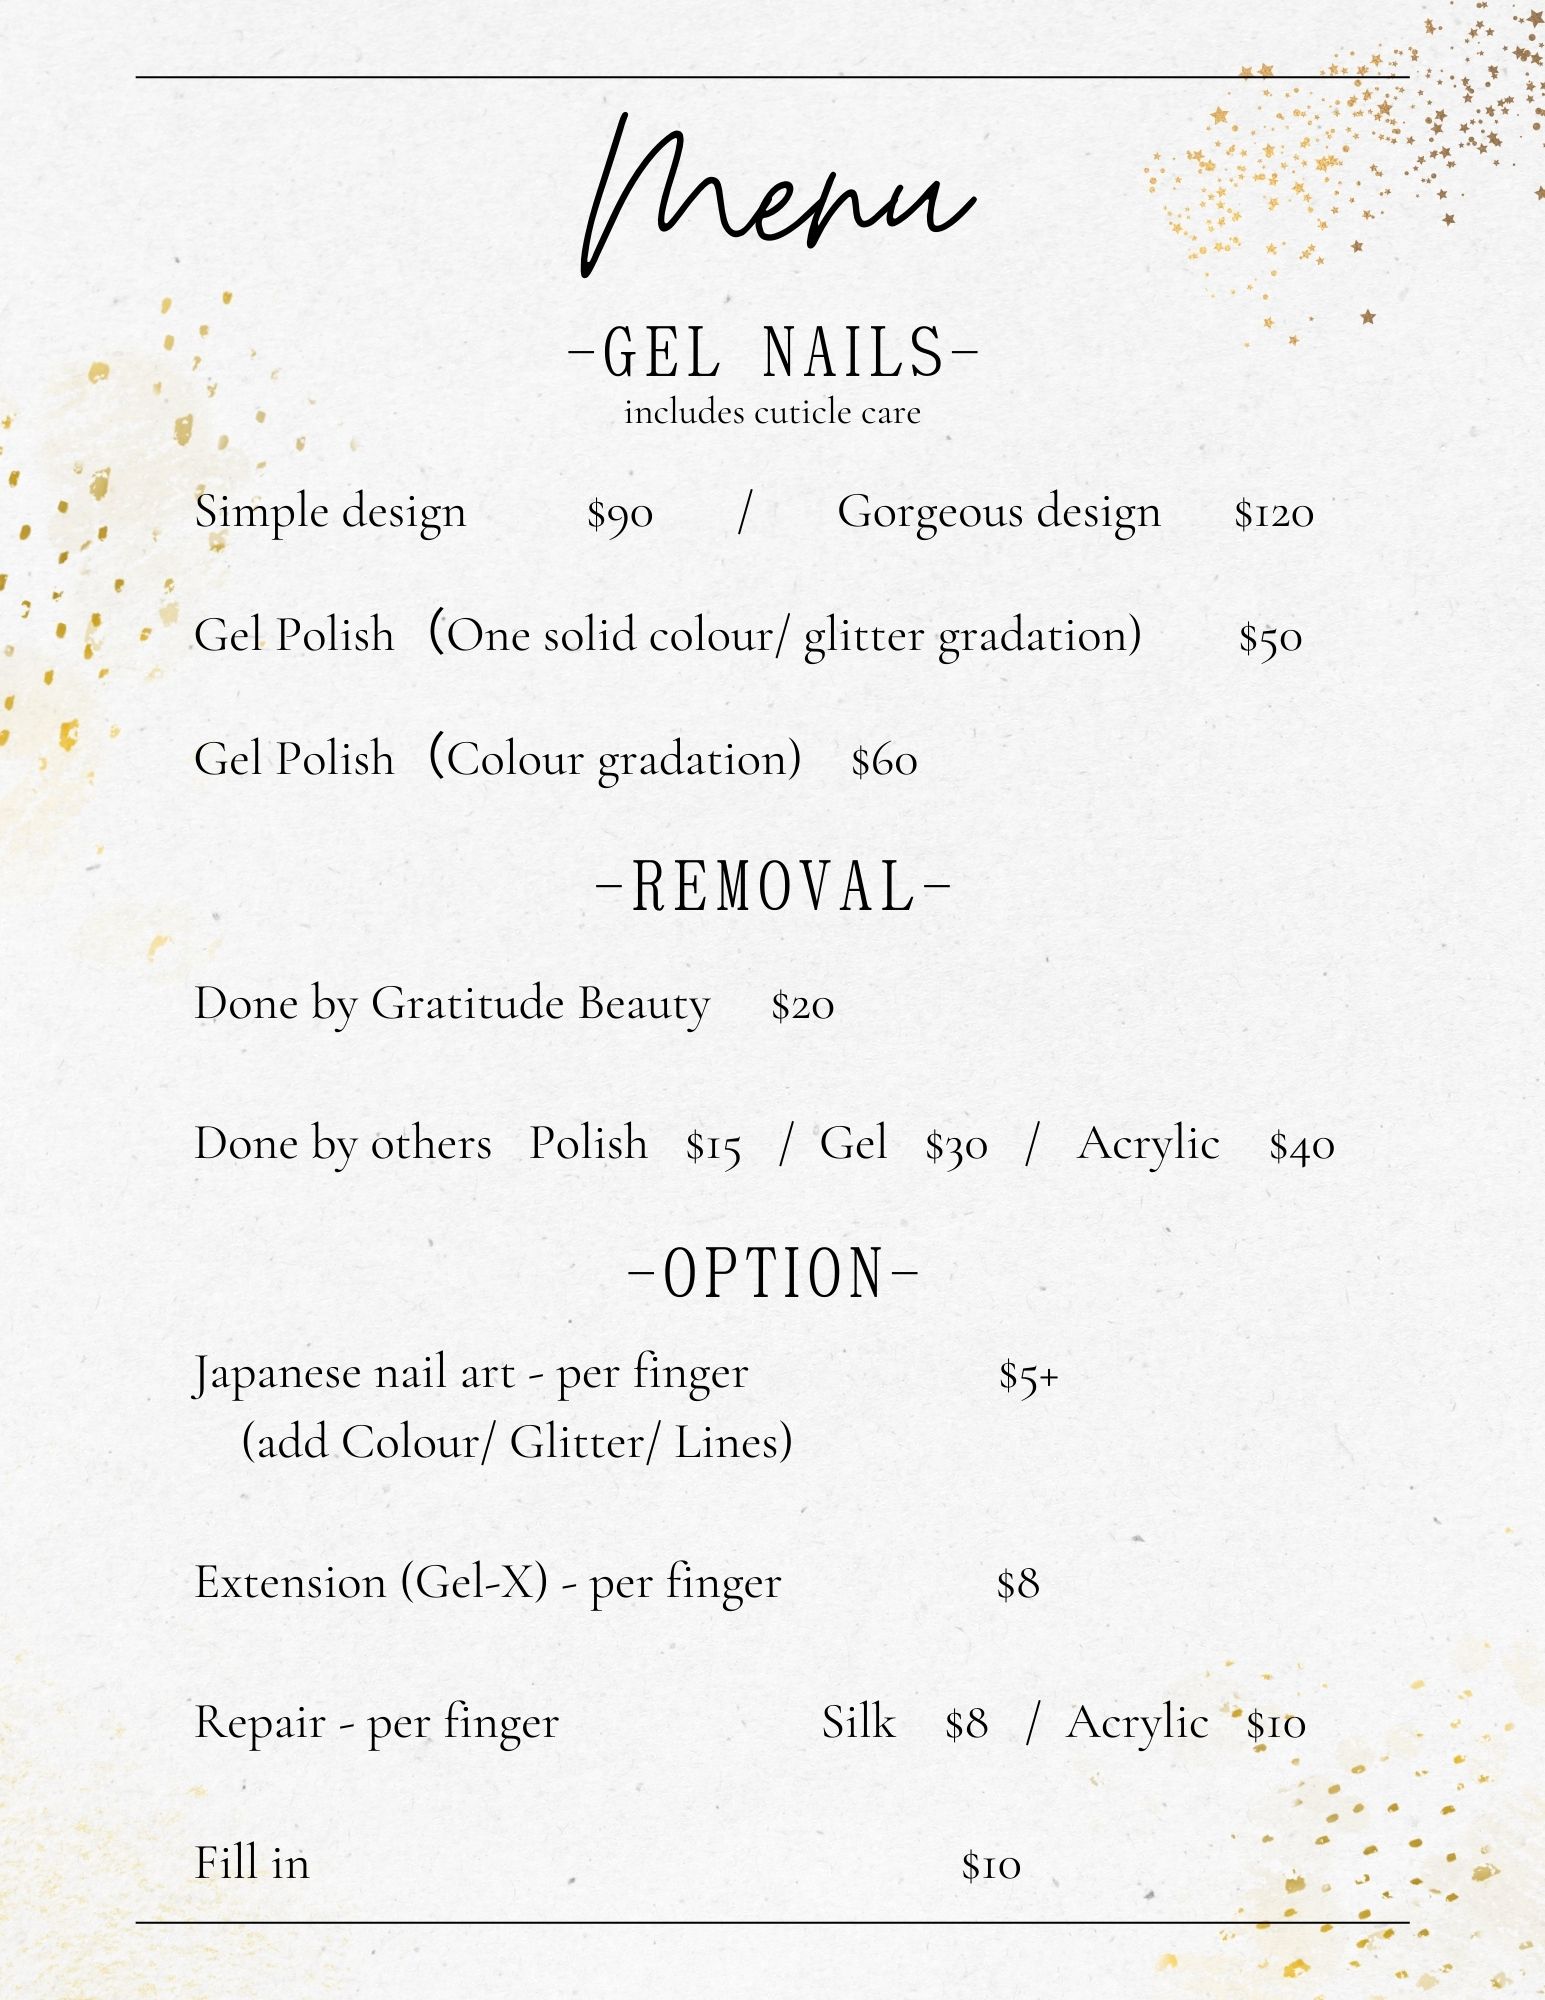 Menu
-GEL NAILS-
includes cuticle care
Simple design $90 / Gorgeous design $120
Gel Polish （One solid colour/ glitter gradation) $50
Gel Polish （Colour gradation) $60
-REMOVAL-
Done by Gratitude Beauty $20
Done by others Polish $15 / Gel $30 / Acrylic $40
-OPTION-
Japanese nail art - per finger $5+
(add Colour/ Glitter/ Lines)
Extension (Gel-X) - per finger $8
Repair - per finger Silk $8 / Acrylic $10
Fill in $10